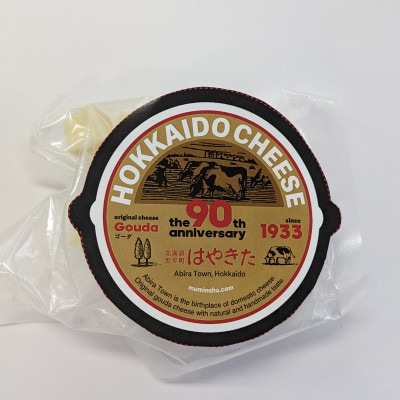 HOKKAIDO CHEESE
original cheese
Gouda
ゴーダ
the 90th
anniversary
since
1933
北海道
安平町
はやきた
Abira Town, Hokkaido
muminsha.com
Abira Town is the birthplace of domestic cheese.
Original gouda cheese with natural and handmade taste